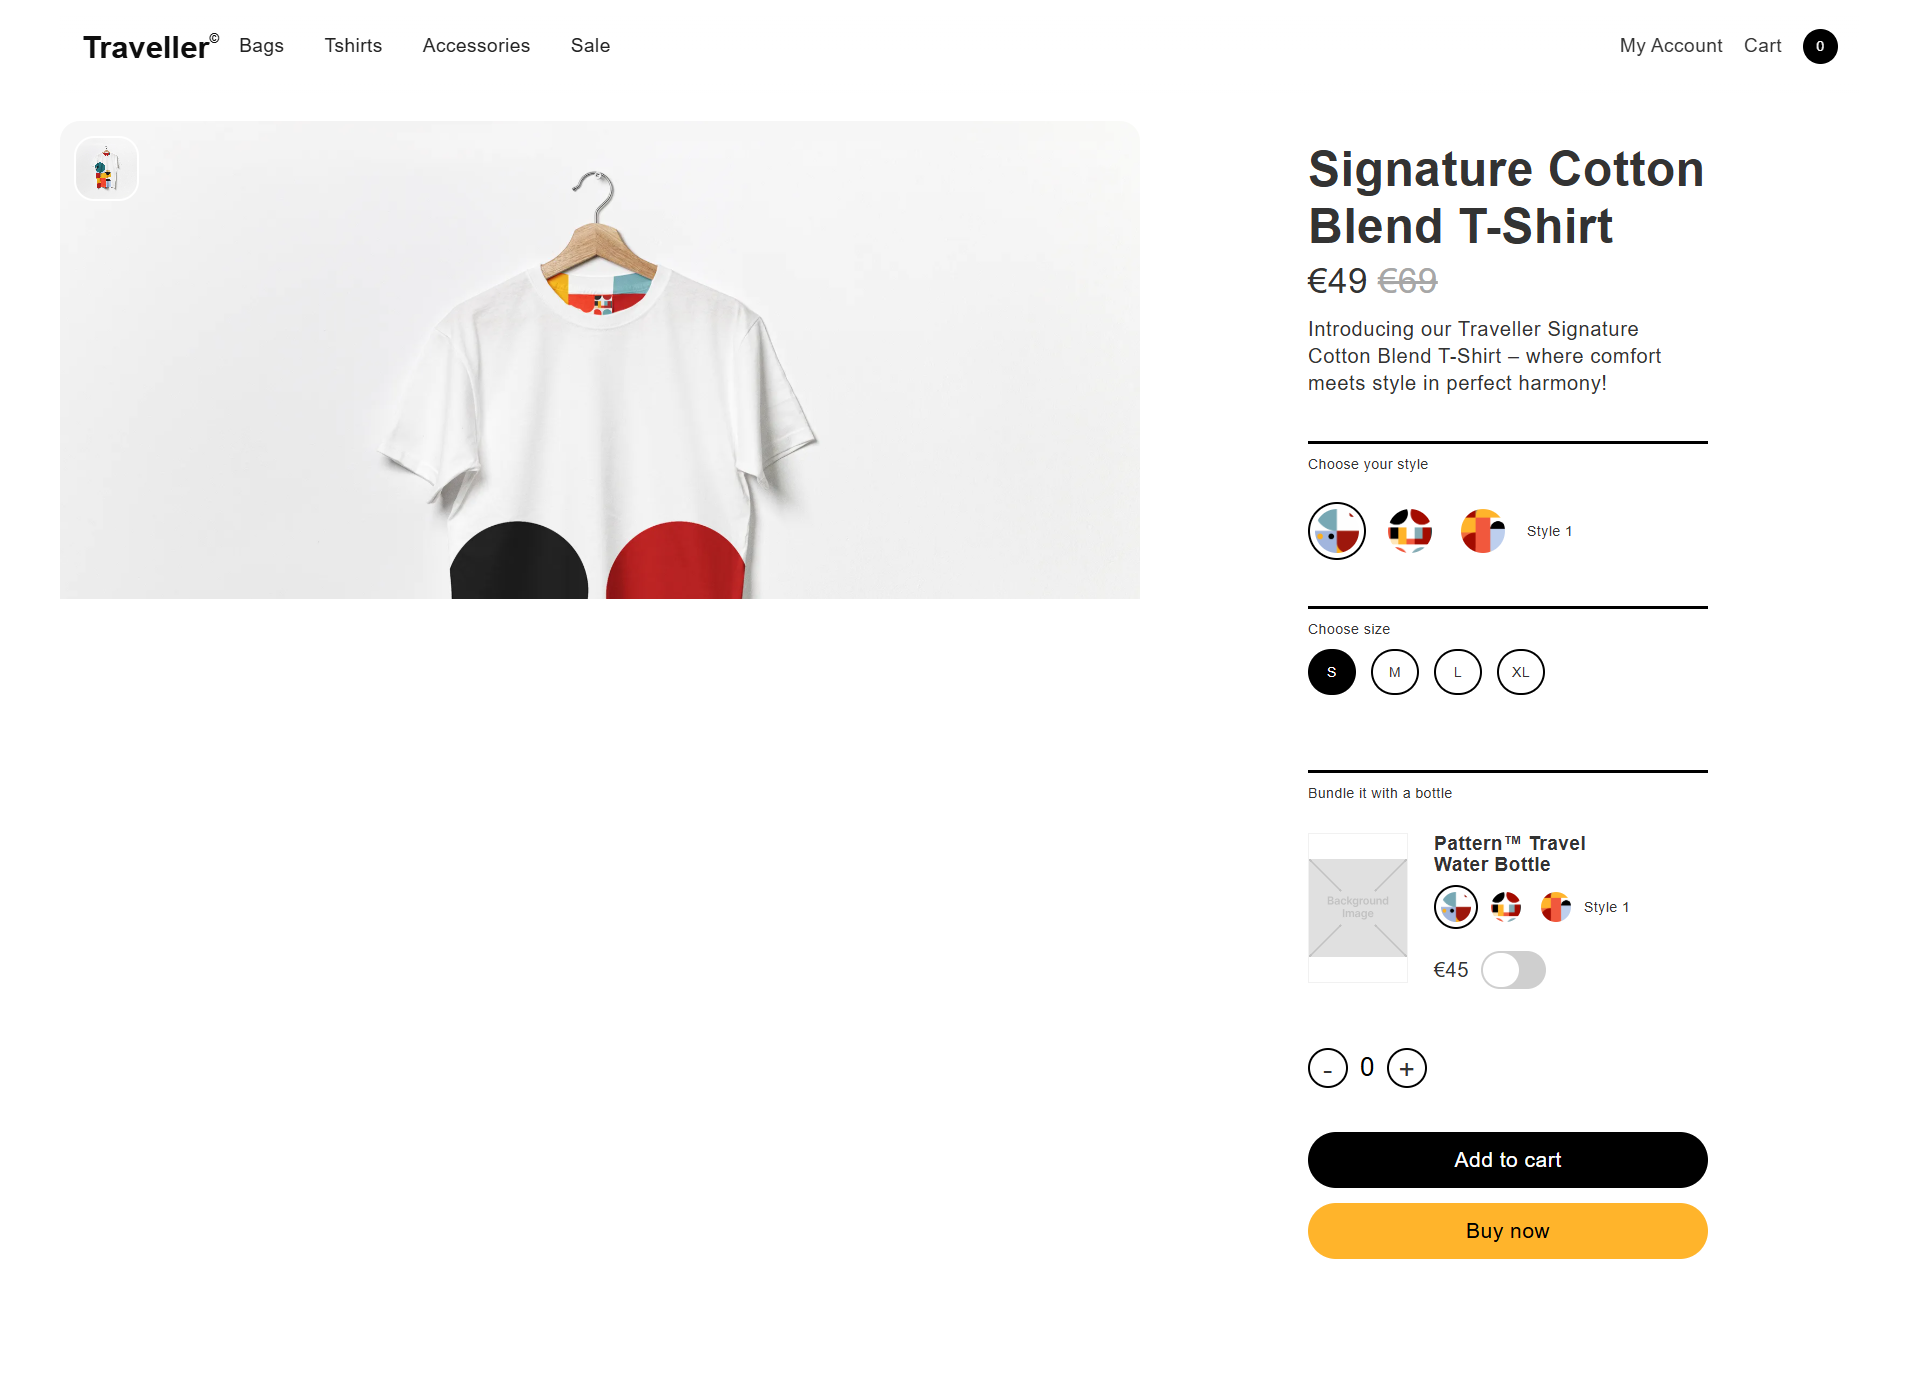 Traveller©
Bags
Tshirts
Accessories
Sale
My Account
Cart
0
Signature Cotton
Blend T-Shirt
€49 €69
Introducing our Traveller Signature
Cotton Blend T-Shirt – where comfort
meets style in perfect harmony!
Choose your style
Style 1
Choose size
S
M
L
XL
Bundle it with a bottle
Background
Image
Pattern™ Travel
Water Bottle
Style 1
€45
- 0 +
Add to cart
Buy now